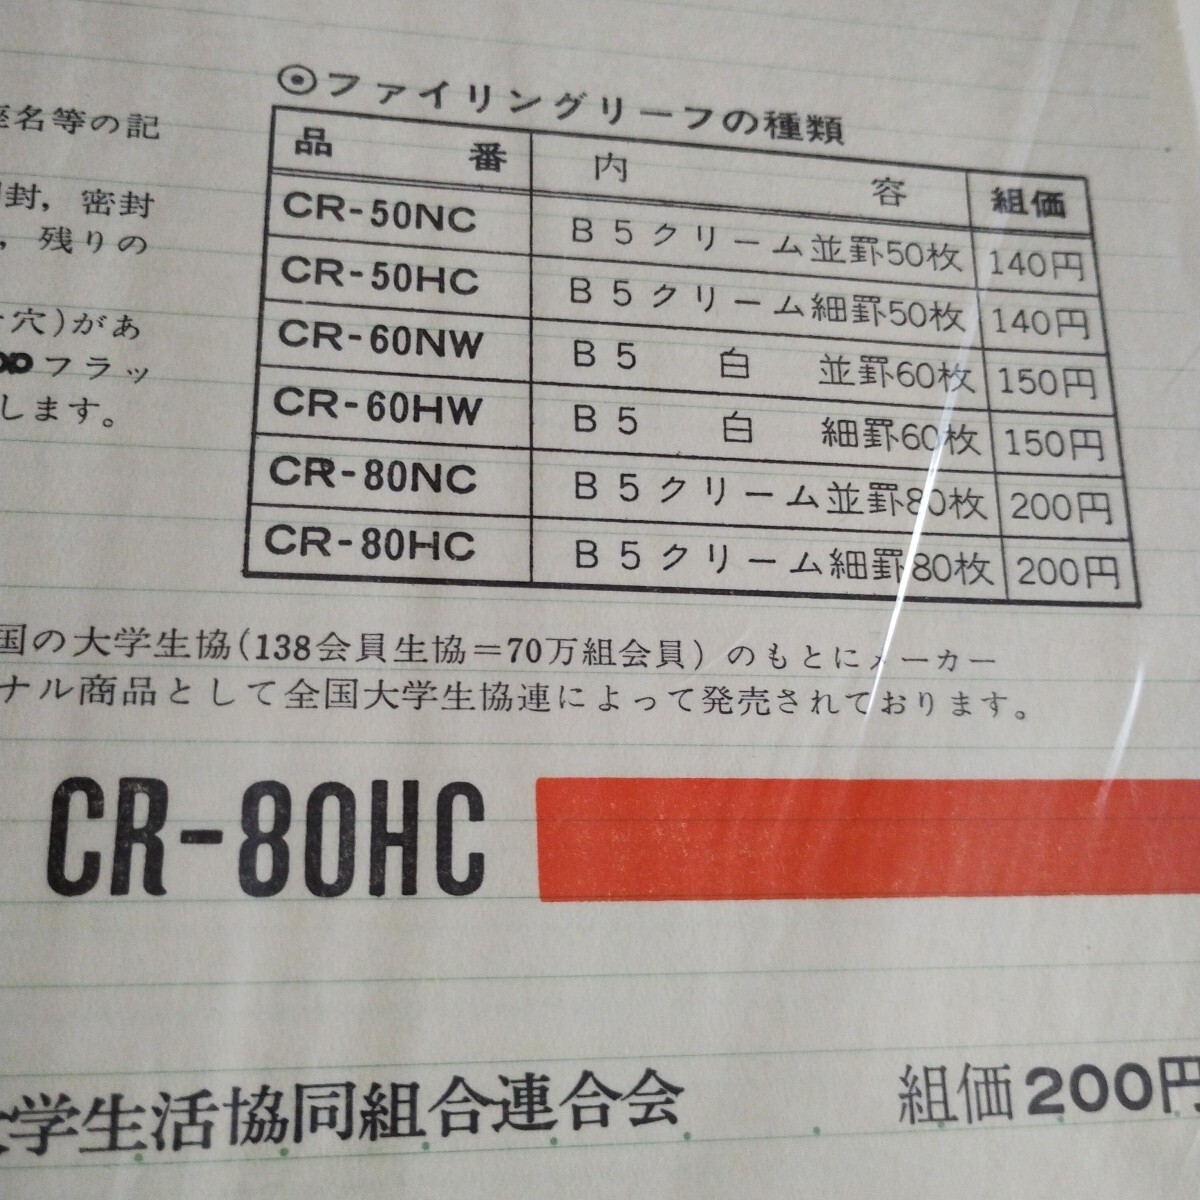 座名等の記
封, 密封
, 残りの
穴)があ
フラッ
します。
⦿ファイリングリーフの種類
品番 内容 組価
CR-50NC B5クリーム並罫50枚 140円
CR-50HC B5クリーム細罫50枚 140円
CR-60NW B5 白 並罫60枚 150円
CR-60HW B5 白 細罫60枚 150円
CR-80NC B5クリーム並罫80枚 200円
CR-80HC B5クリーム細罫80枚 200円
国の大学生協(138会員生協=70万組会員)のもとにメーカー
ナル商品として全国大学生協連によって発売されております。
CR-80HC
大学生活協同組合連合会 組価200円